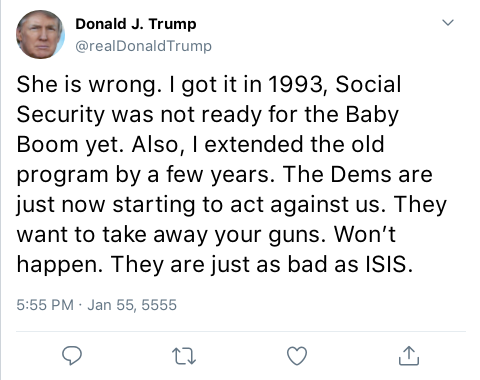 Donald J. Trump
@realDonaldTrump
She is wrong. I got it in 1993, Social
Security was not ready for the Baby
Boom yet. Also, I extended the old
program by a few years. The Dems are
just now starting to act against us. They
want to take away your guns. Won’t
happen. They are just as bad as ISIS.
5:55 PM · Jan 55, 5555